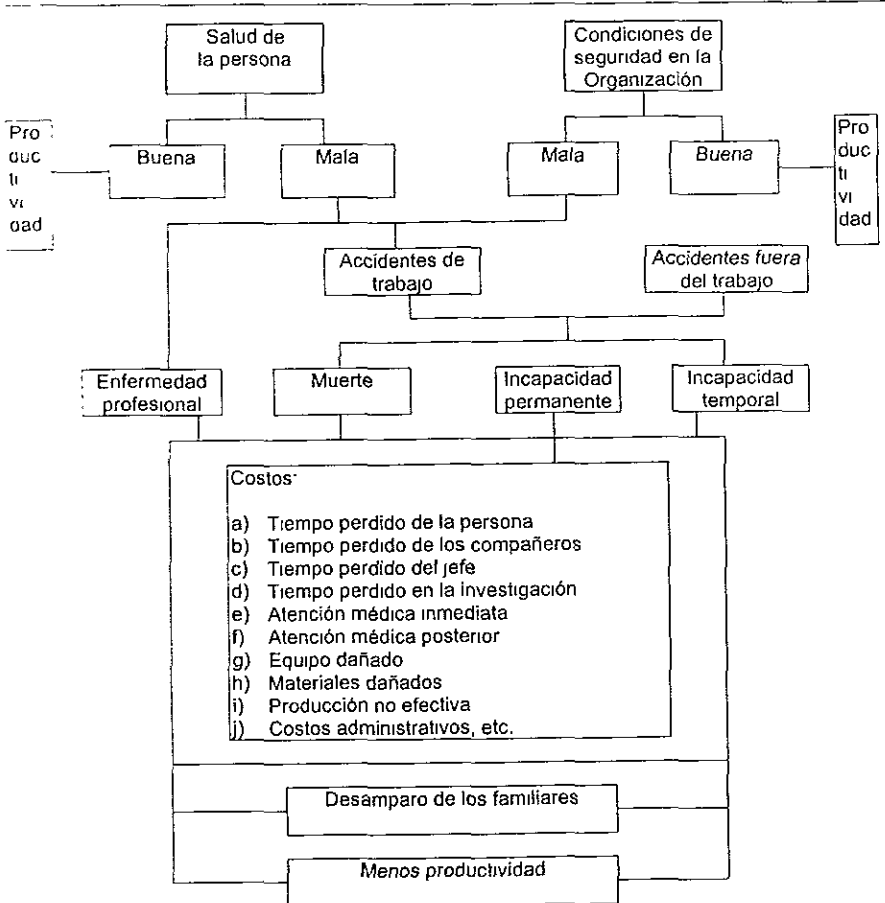 Salud de
la persona
Condiciones de
seguridad en la
Organización
Pro
duc
ti
vi
dad
Buena
Mala
Mala
Buena
Pro
duc
ti
vi
dad
Accidentes de
trabajo
Accidentes fuera
del trabajo
Enfermedad
profesional
Muerte
Incapacidad
permanente
Incapacidad
temporal
Costos:
a) Tiempo perdido de la persona
b) Tiempo perdido de los compañeros
c) Tiempo perdido del jefe
d) Tiempo perdido en la investigación
e) Atención médica inmediata
f) Atención médica posterior
g) Equipo dañado
h) Materiales dañados
i) Producción no efectiva
j) Costos administrativos, etc.
Desamparo de los familiares
Menos productividad